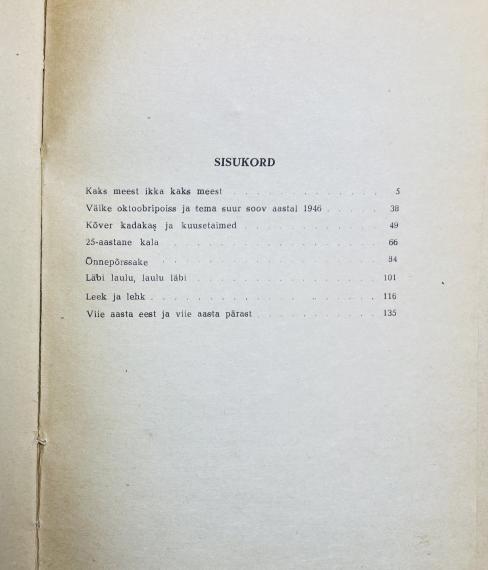 SISUKORD
Kaks meest ikka kaks meest . . . . . . . . . . . . 5
Väike oktoobripoiss ja tema suur soov aastal 1946 . . . . 38
Kõver kadakas ja kuusetaimed . . . . . . . . . . . 49
25-aastane kala . . . . . . . . . . . . . . . . 66
Õnnepõrssake . . . . . . . . . . . . . . . . 84
Läbi laulu, laulu läbi . . . . . . . . . . . . . . 101
Leek ja lehk . . . . . . . . . . . . . . . . . 116
Viie aasta eest ja viie aasta pärast . . . . . . . . . . 135